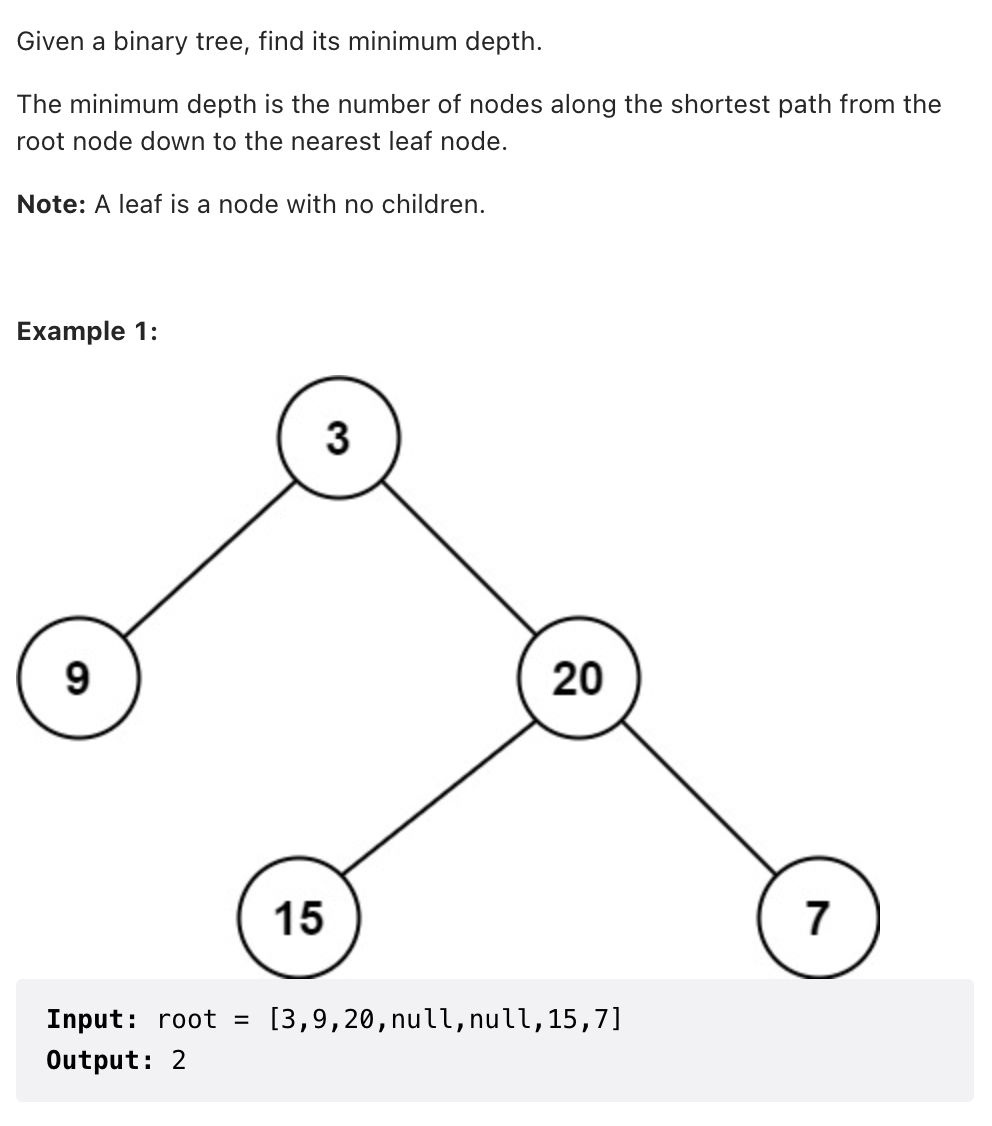 Given a binary tree, find its minimum depth.
The minimum depth is the number of nodes along the shortest path from the
root node down to the nearest leaf node.
Note: A leaf is a node with no children.
Example 1:
3
9
20
15
7
Input: root = [3,9,20,null,null,15,7]
Output: 2